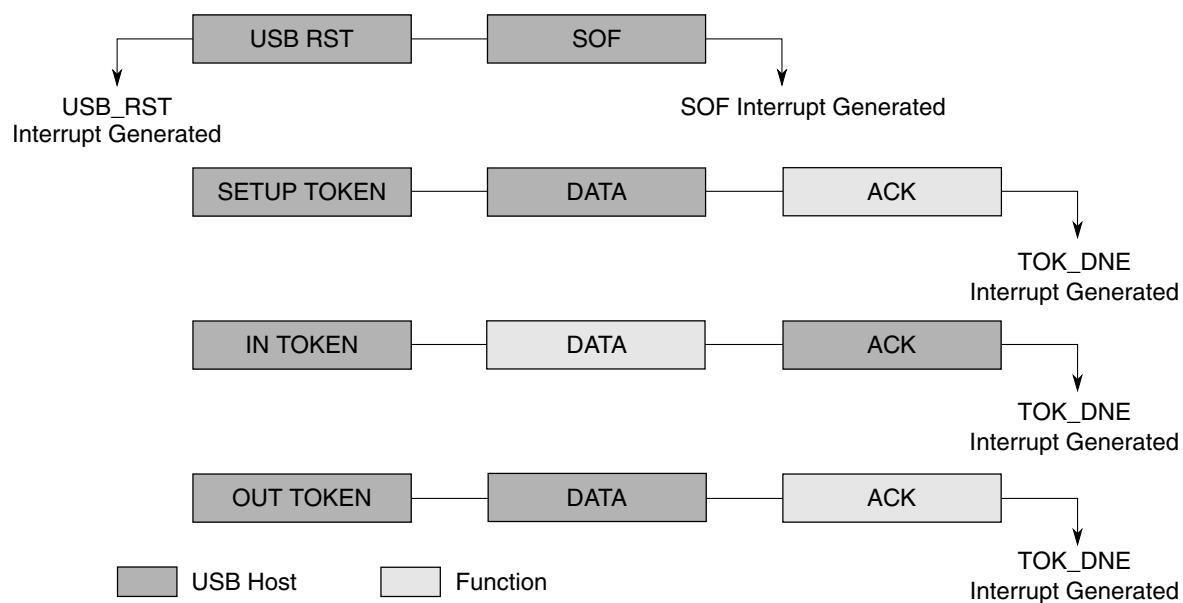 USB RST
SOF
USB_RST
Interrupt Generated
SOF Interrupt Generated
SETUP TOKEN
DATA
ACK
TOK_DNE
Interrupt Generated
IN TOKEN
DATA
ACK
TOK_DNE
Interrupt Generated
OUT TOKEN
DATA
ACK
TOK_DNE
Interrupt Generated
USB Host
Function